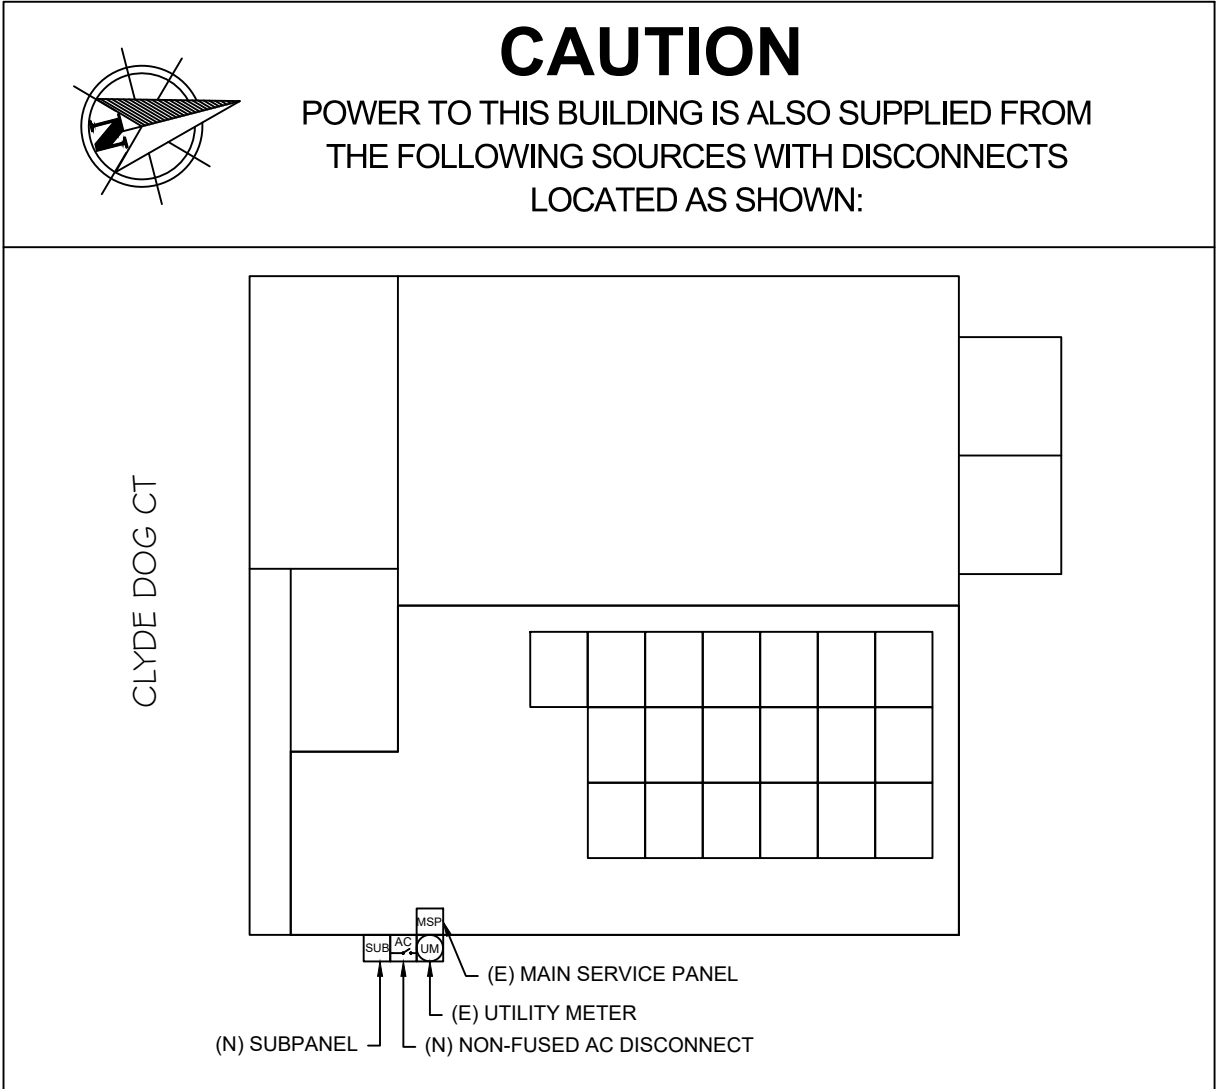 CAUTION
N
POWER TO THIS BUILDING IS ALSO SUPPLIED FROM
THE FOLLOWING SOURCES WITH DISCONNECTS
LOCATED AS SHOWN:
CLYDE DOG CT
MSP
SUB
AC
UM
(E) MAIN SERVICE PANEL
(E) UTILITY METER
(N) SUBPANEL
(N) NON-FUSED AC DISCONNECT